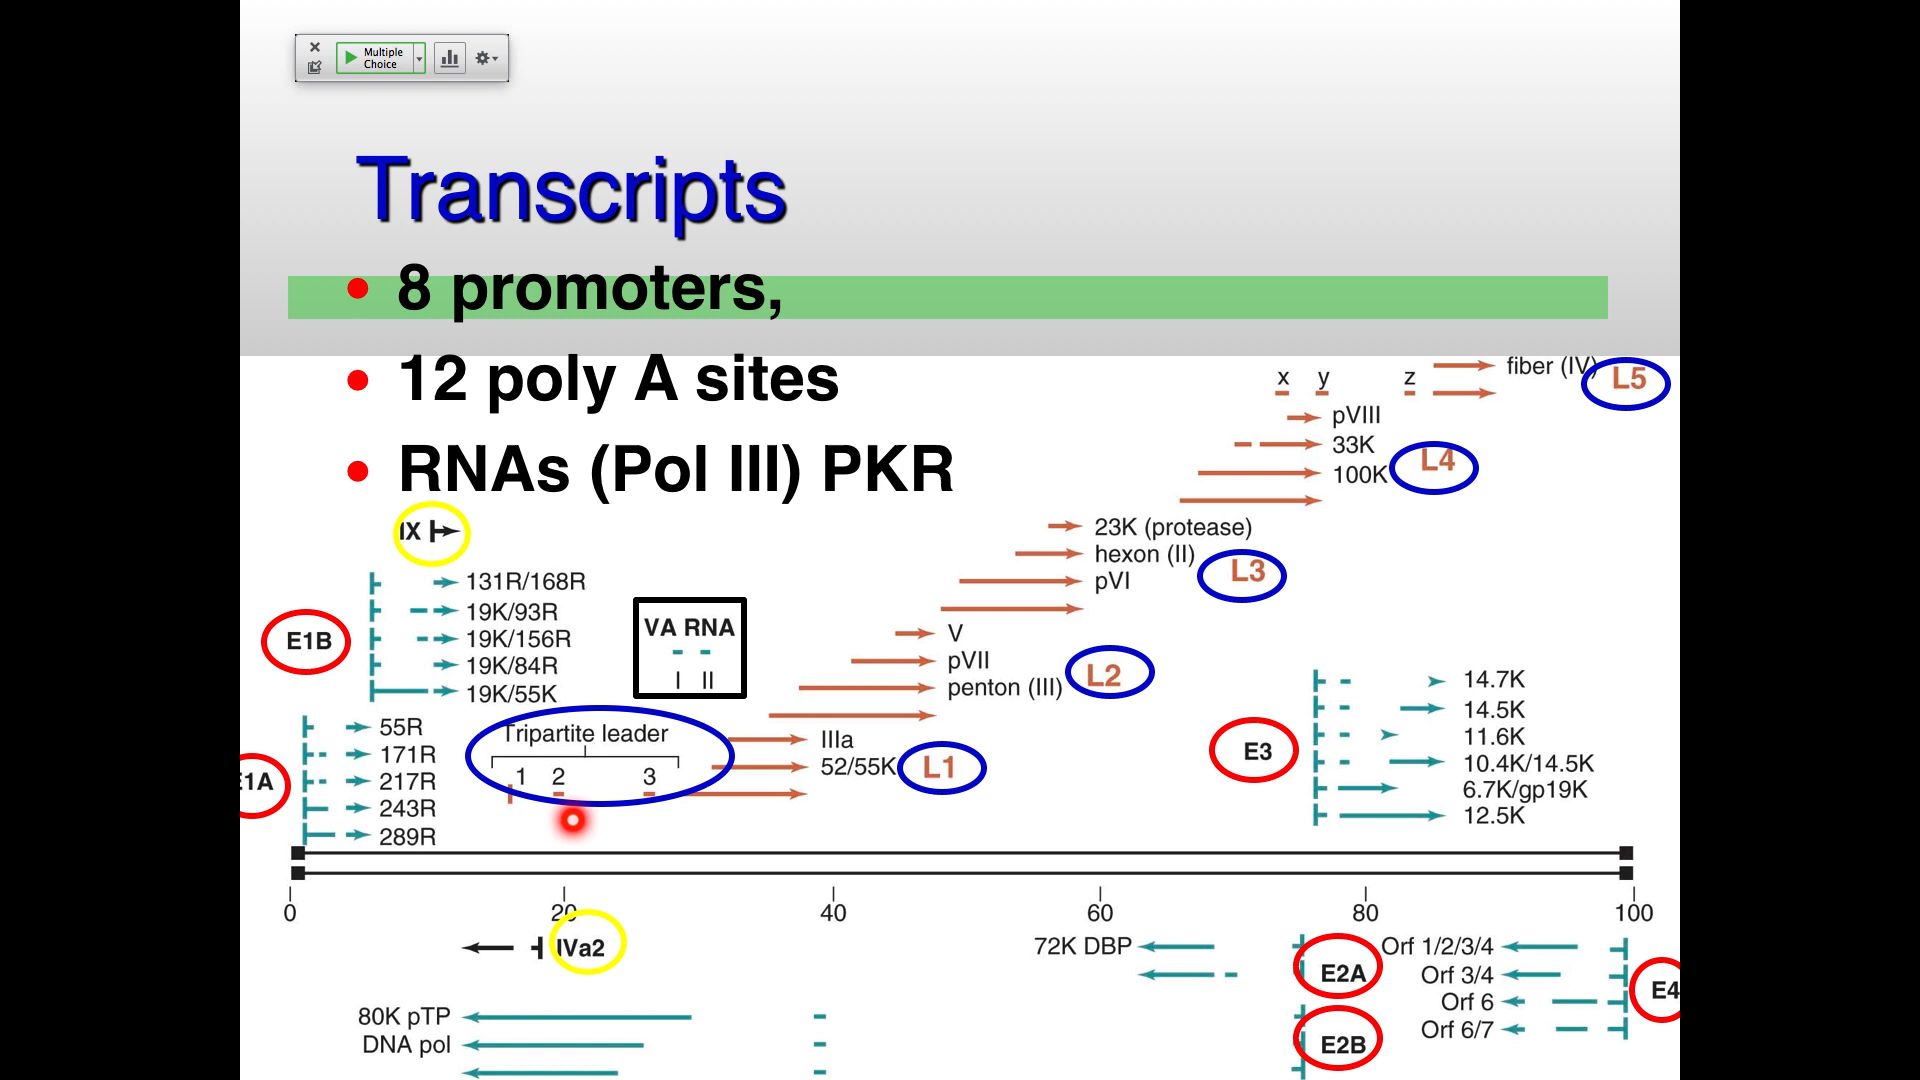 Multiple
Choice
Transcripts
• 8 promoters,
• 12 poly A sites
• RNAs (Pol III) PKR
fiber (IV)
L5
x y z
pVIII
33K
100K
L4
IX
23K (protease)
hexon (II)
pVI
L3
131R/168R
19K/93R
19K/156R
19K/84R
19K/55K
E1B
VA RNA
I II
V
pVII
penton (III)
L2
55R
171R
217R
243R
289R
E1A
Tripartite leader
1 2 3
IIIa
52/55K
L1
E3
14.7K
14.5K
11.6K
10.4K/14.5K
6.7K/gp19K
12.5K
0 20 40 60 80 100
IVa2
72K DBP
E2A
Orf 1/2/3/4
Orf 3/4
Orf 6
Orf 6/7
E4
80K pTP
DNA pol
E2B